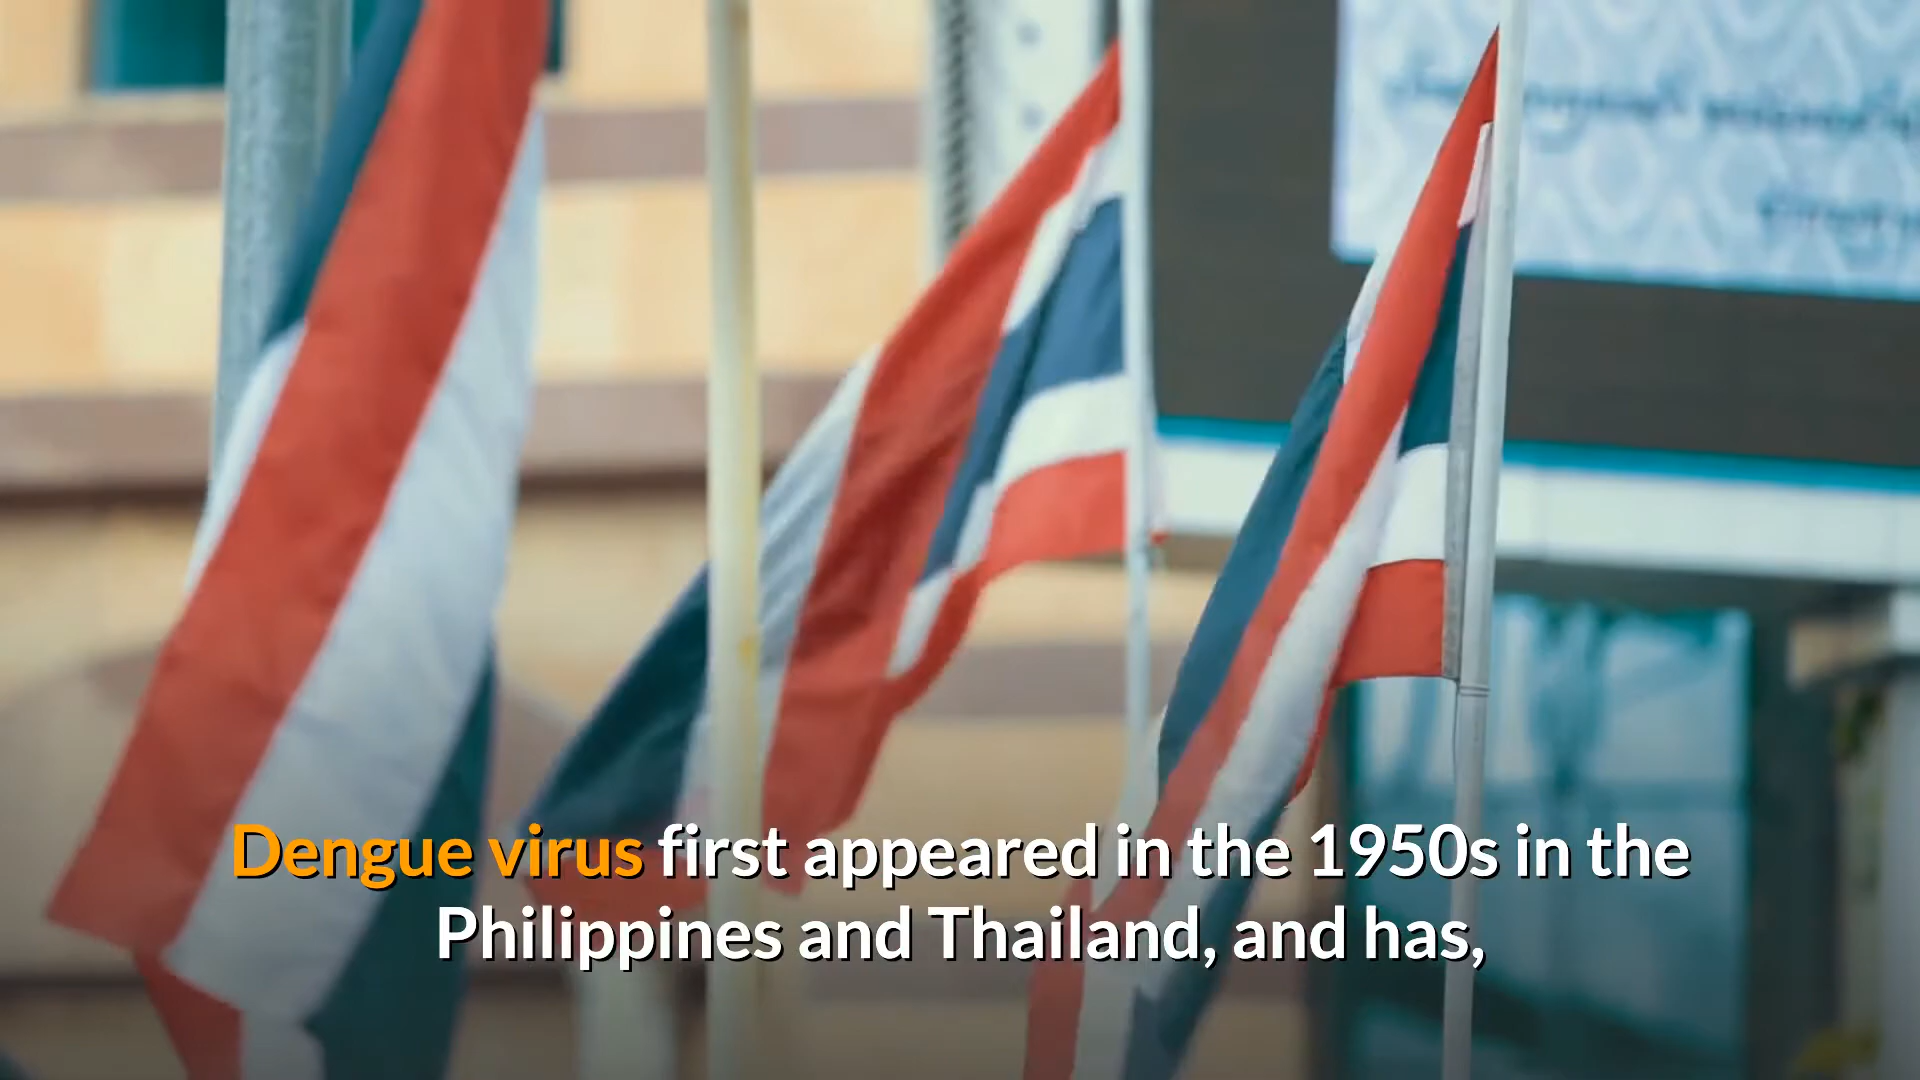 Dengue virus first appeared in the 1950s in the
Philippines and Thailand, and has,